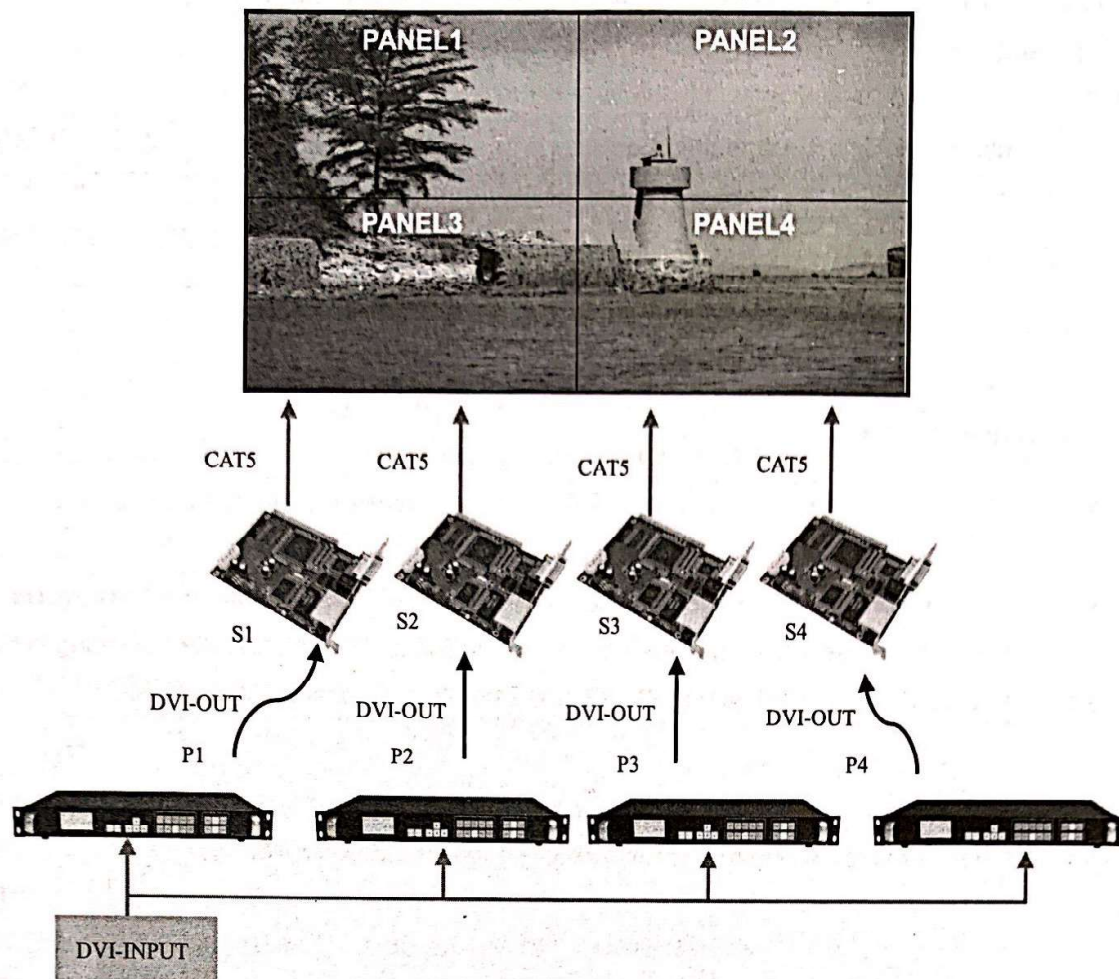 PANEL1 PANEL2
PANEL3 PANEL4
CAT5 CAT5 CAT5 CAT5
S1 S2 S3 S4
DVI-OUT DVI-OUT DVI-OUT DVI-OUT
P1 P2 P3 P4
DVI-INPUT